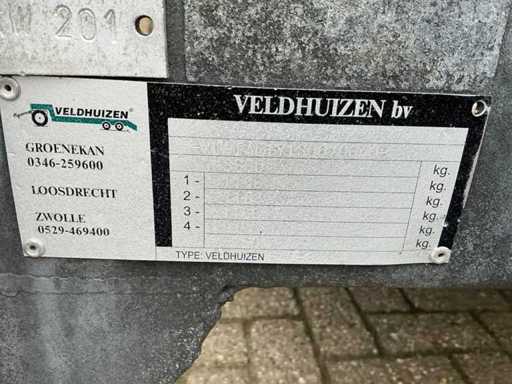 W 201
VELDHUIZEN®
GROENEKAN
0346-259600
LOOSDRECHT
ZWOLLE
0529-469400
VELDHUIZEN bv
kg.
1 - kg.
2 - kg.
3 - kg.
4 - kg.
kg.
TYPE: VELDHUIZEN